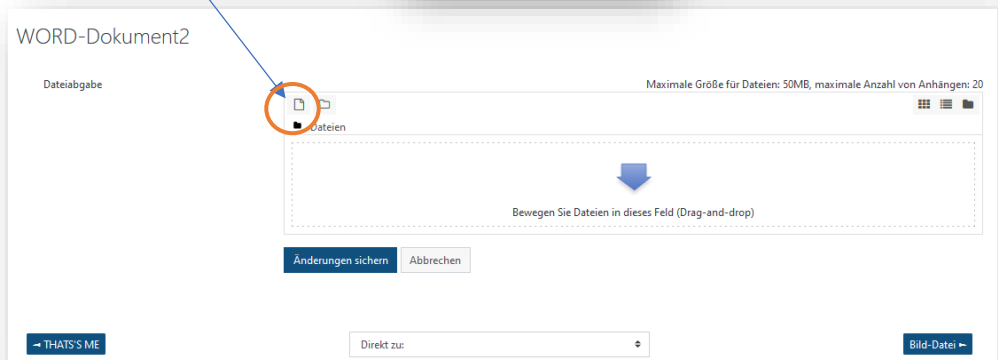 WORD-Dokument2
Dateiabgabe
Maximale Größe für Dateien: 50MB, maximale Anzahl von Anhängen: 20
Dateien
Bewegen Sie Dateien in dieses Feld (Drag-and-drop)
Änderungen sichern Abbrechen
THATS'S ME Direkt zu: Bild-Datei